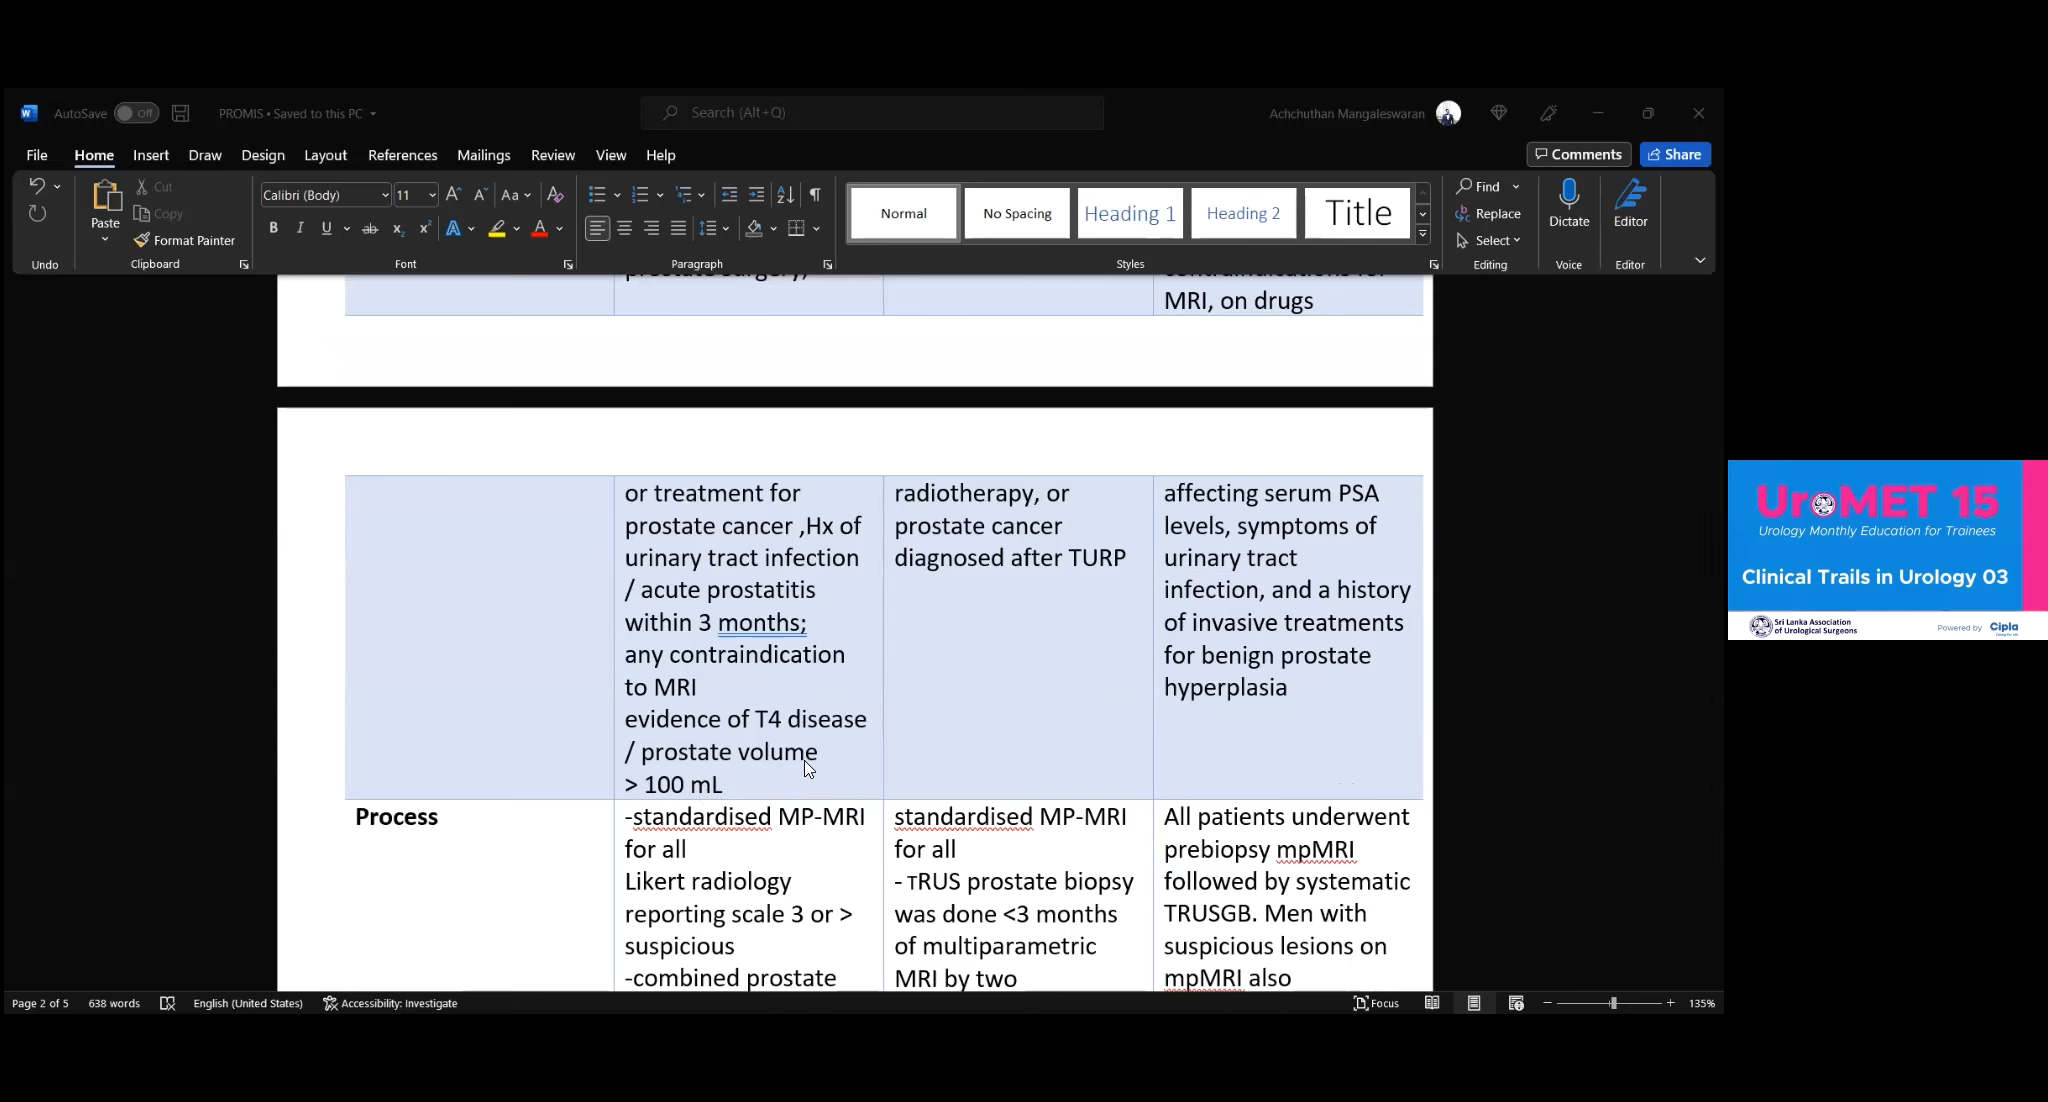 AutoSave Off PROMIS • Saved to this PC Search (Alt+Q) Achchuthan Mangaleswaran
File Home Insert Draw Design Layout References Mailings Review View Help Comments Share
Paste Cut
Copy
Format Painter
Calibri (Body) 11 Aa
B I U ab x₂ x² A A
Normal No Spacing Heading 1 Heading 2 Title
Find
Replace
Select
Dictate
Editor
Undo Clipboard Font Paragraph Styles Editing Voice Editor
MRI, on drugs
or treatment for
prostate cancer ,Hx of
urinary tract infection
/ acute prostatitis
within 3 months;
any contraindication
to MRI
evidence of T4 disease
/ prostate volume
> 100 mL
radiotherapy, or
prostate cancer
diagnosed after TURP
affecting serum PSA
levels, symptoms of
urinary tract
infection, and a history
of invasive treatments
for benign prostate
hyperplasia
Process
-standardised MP-MRI
for all
Likert radiology
reporting scale 3 or >
suspicious
-combined prostate
standardised MP-MRI
for all
- TRUS prostate biopsy
was done <3 months
of multiparametric
MRI by two
All patients underwent
prebiopsy mpMRI
followed by systematic
TRUSGB. Men with
suspicious lesions on
mpMRI also
Page 2 of 5 638 words English (United States) Accessibility: Investigate Focus 135%
UroMET 15
Urology Monthly Education for Trainees
Clinical Trails in Urology 03
Sri Lanka Association
of Urological Surgeons
Powered by Cipla